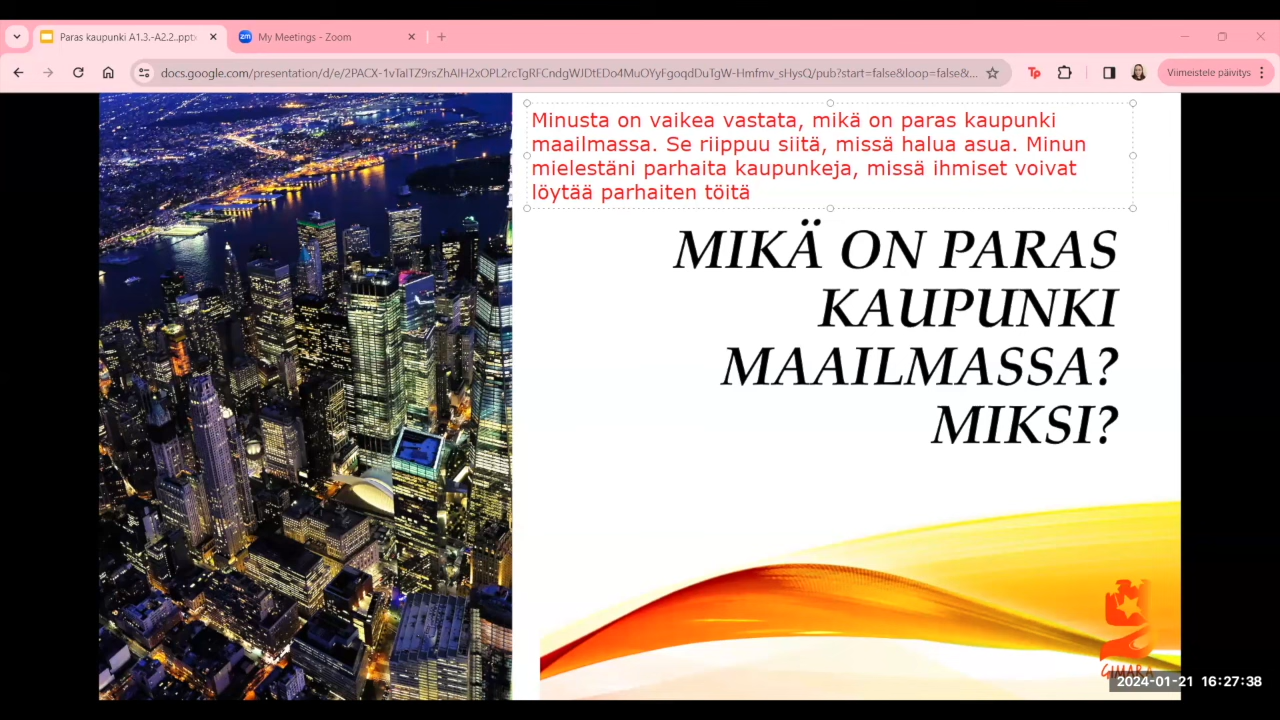 Paras kaupunki A1.3.-A2.2..pptx
My Meetings - Zoom
docs.google.com/presentation/d/e/2PACX-1vTaITZ9rsZhAIH2xOPL2rcTgRFCndgWJDtEDo4MuOYyFgoqdDuTgW-Hmfmv_sHysQ/pub?start=false&loop=false&...
Viimeistele päivitys
Minusta on vaikea vastata, mikä on paras kaupunki
maailmassa. Se riippuu siitä, missä halua asua. Minun
mielestäni parhaita kaupunkeja, missä ihmiset voivat
löytää parhaiten töitä
MIKÄ ON PARAS
KAUPUNKI
MAAILMASSA?
MIKSI?
GIMARA
2024-01-21 16:27:38